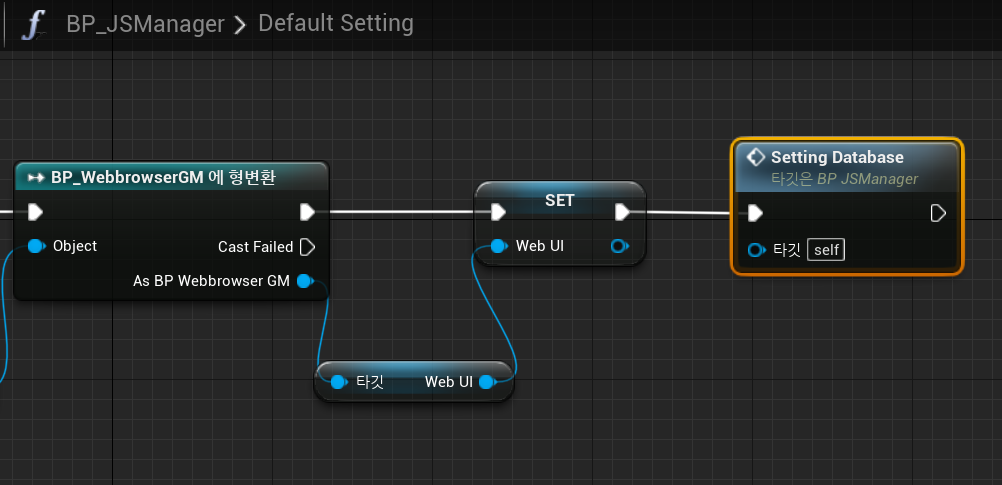 BP_JSManager > Default Setting
BP_WebbrowserGM 에 형변환
Object
Cast Failed
As BP Webbrowser GM
타깃
Web UI
SET
Web UI
Setting Database
타깃은 BP JSManager
타깃 self